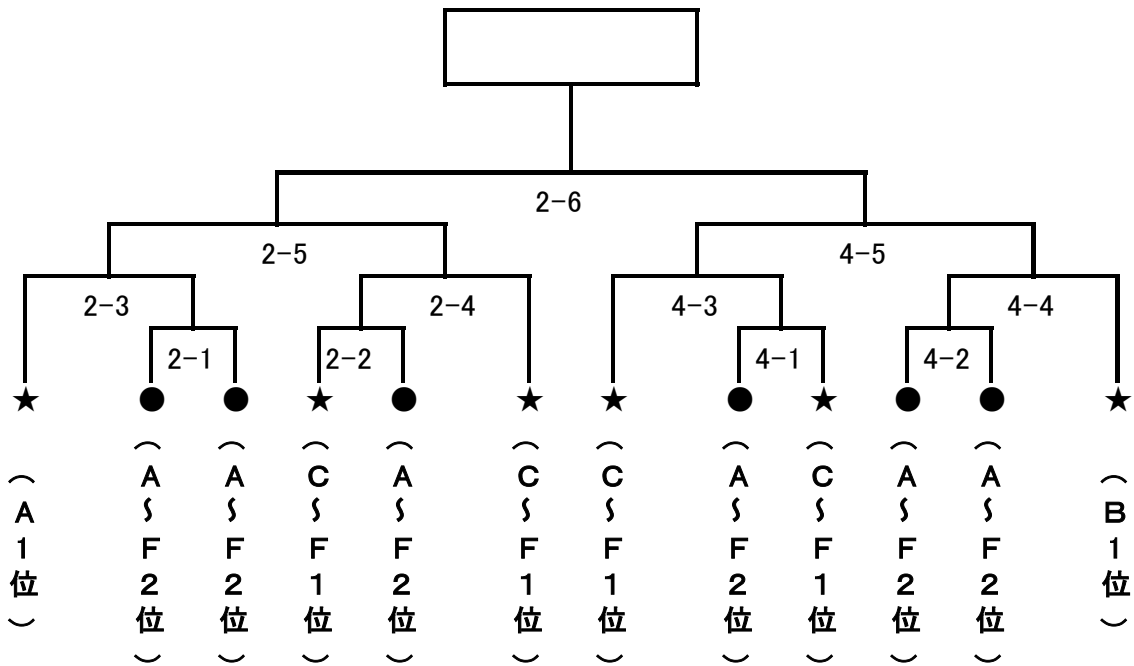 2-6
2-5
4-5
2-3
2-4
4-3
4-4
2-1
2-2
4-1
4-2
★ ● ● ★ ● ★ ★ ● ★ ● ● ★
（A1位）
（A～F2位）
（A～F2位）
（C～F1位）
（A～F2位）
（C～F1位）
（C～F1位）
（A～F2位）
（C～F1位）
（A～F2位）
（A～F2位）
（B1位）